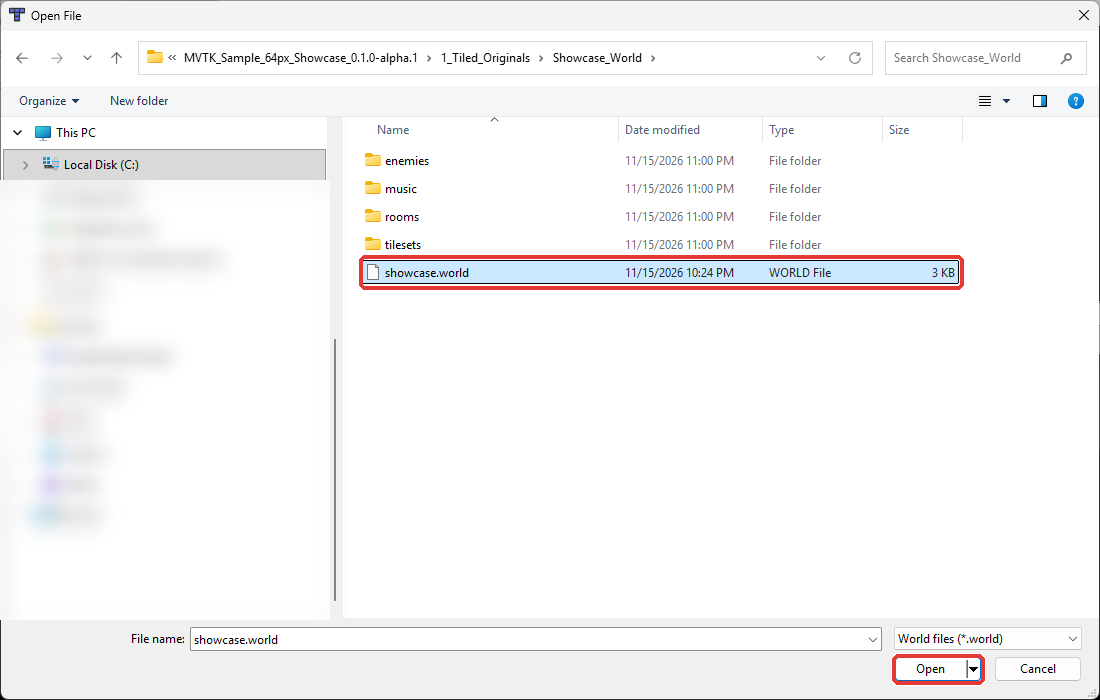 Open File
« MVTK_Sample_64px_Showcase_0.1.0-alpha.1 › 1_Tiled_Originals › Showcase_World ›
Search Showcase_World
Organize New folder
This PC
Local Disk (C:)
Name Date modified Type Size
enemies 11/15/2026 11:00 PM File folder
music 11/15/2026 11:00 PM File folder
rooms 11/15/2026 11:00 PM File folder
tilesets 11/15/2026 11:00 PM File folder
showcase.world 11/15/2026 10:24 PM WORLD File 3 KB
File name: showcase.world World files (*.world)
Open Cancel